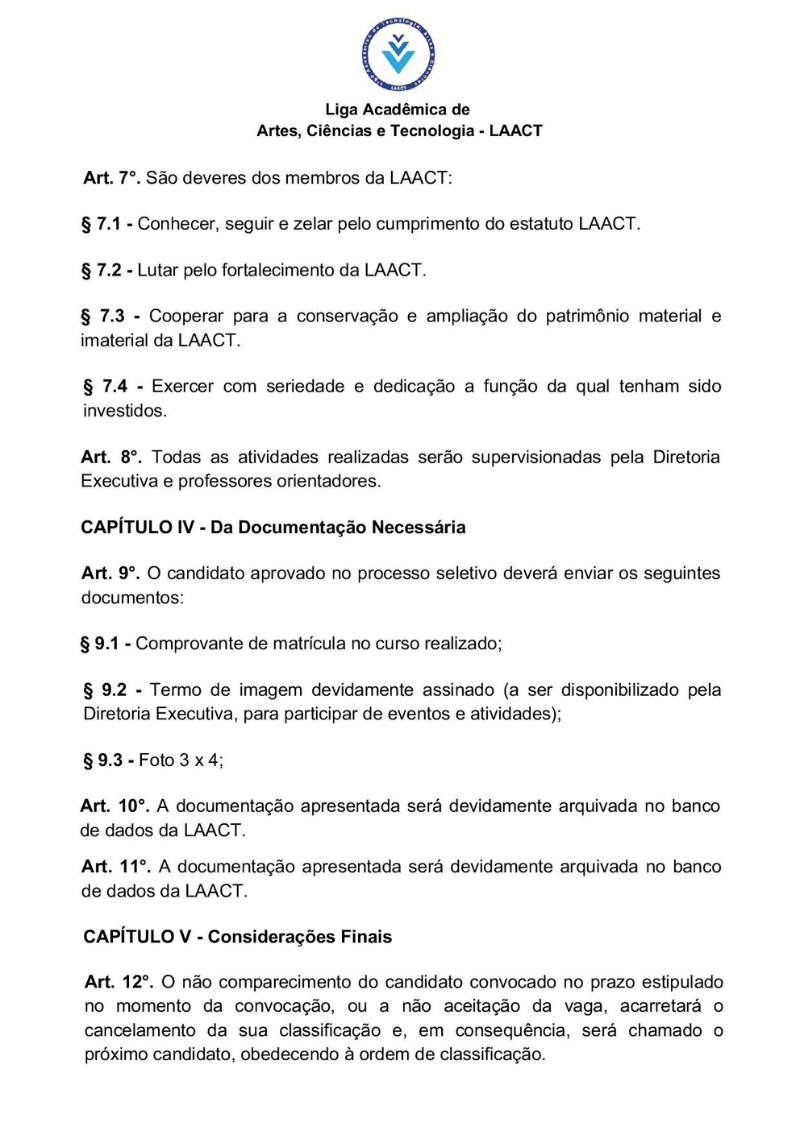 Liga Acadêmica de
Artes, Ciências e Tecnologia - LAACT
Art. 7°. São deveres dos membros da LAACT:
§ 7.1 - Conhecer, seguir e zelar pelo cumprimento do estatuto LAACT.
§ 7.2 - Lutar pelo fortalecimento da LAACT.
§ 7.3 - Cooperar para a conservação e ampliação do patrimônio material e
imaterial da LAACT.
§ 7.4 - Exercer com seriedade e dedicação a função da qual tenham sido
investidos.
Art. 8°. Todas as atividades realizadas serão supervisionadas pela Diretoria
Executiva e professores orientadores.
CAPÍTULO IV - Da Documentação Necessária
Art. 9°. O candidato aprovado no processo seletivo deverá enviar os seguintes
documentos:
§ 9.1 - Comprovante de matrícula no curso realizado;
§ 9.2 - Termo de imagem devidamente assinado (a ser disponibilizado pela
Diretoria Executiva, para participar de eventos e atividades);
§ 9.3 - Foto 3 x 4;
Art. 10°. A documentação apresentada será devidamente arquivada no banco
de dados da LAACT.
Art. 11°. A documentação apresentada será devidamente arquivada no banco
de dados da LAACT.
CAPÍTULO V - Considerações Finais
Art. 12°. O não comparecimento do candidato convocado no prazo estipulado
no momento da convocação, ou a não aceitação da vaga, acarretará o
cancelamento da sua classificação e, em consequência, será chamado o
próximo candidato, obedecendo à ordem de classificação.